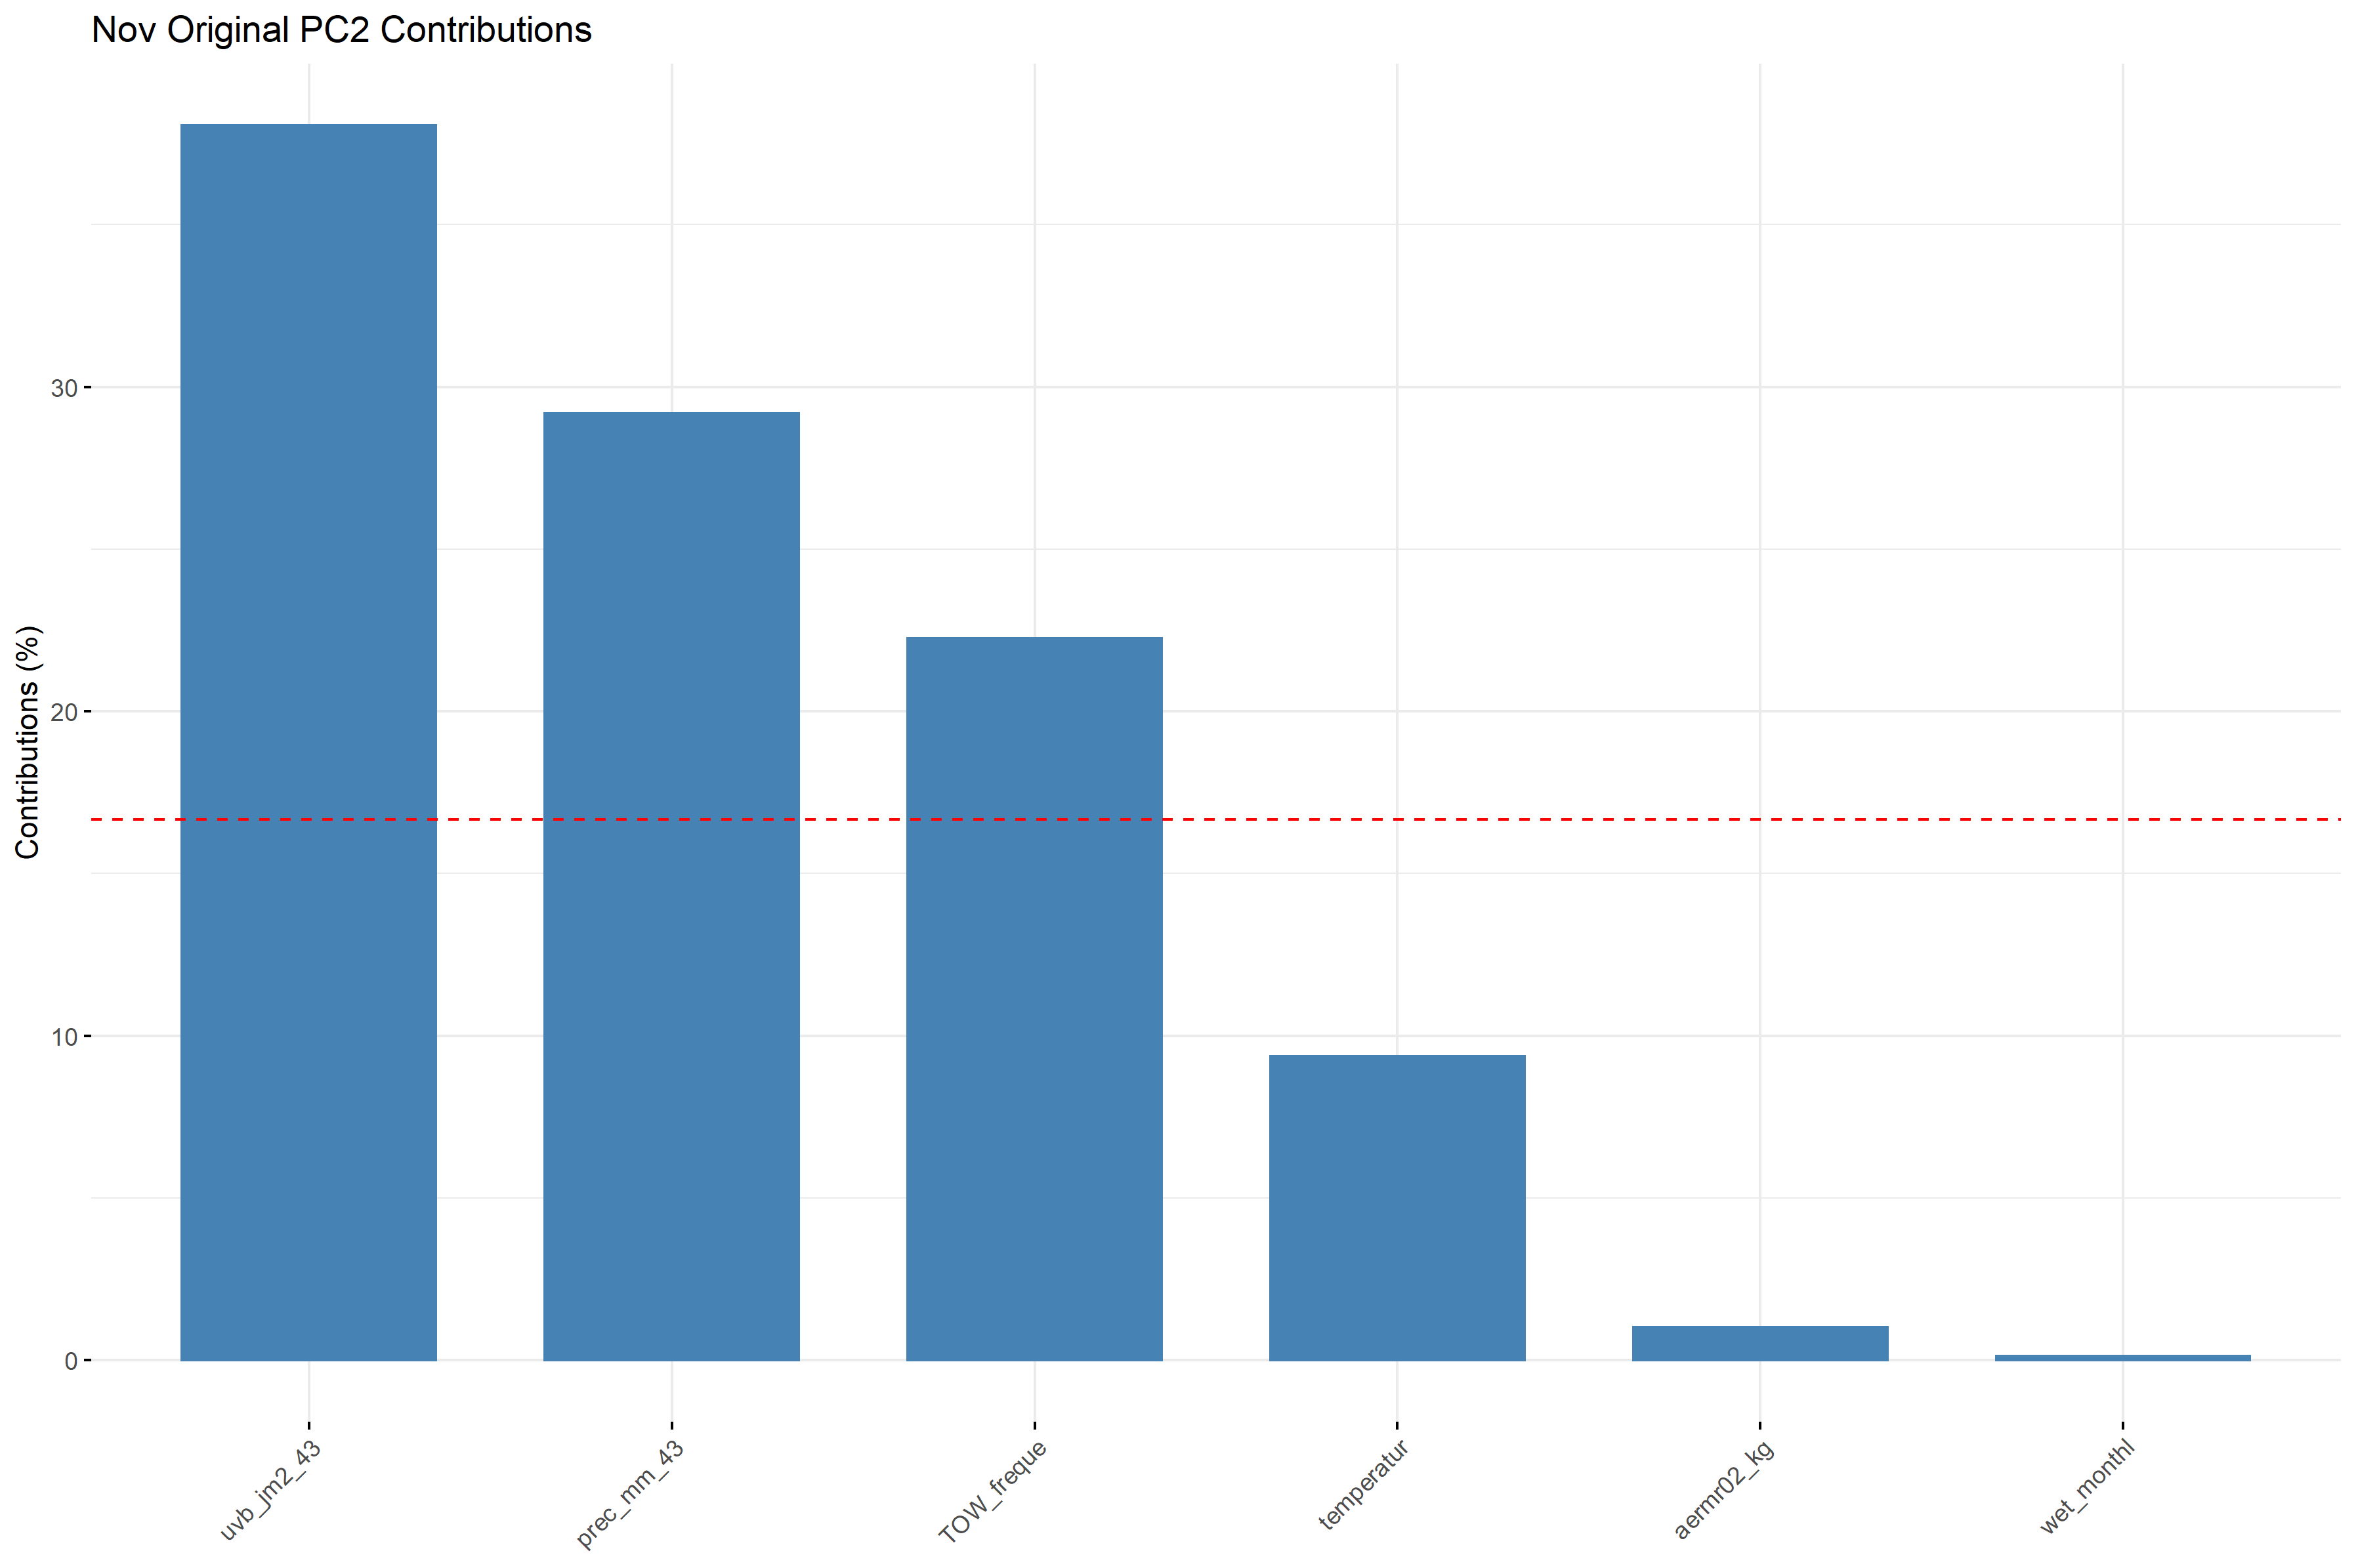 Nov Original PC2 Contributions
Contributions (%)
30
20
10
0
uvb_jm2_43
prec_mm_43
TOW_freque
temperatur
aermr02_kg
wet_monthl